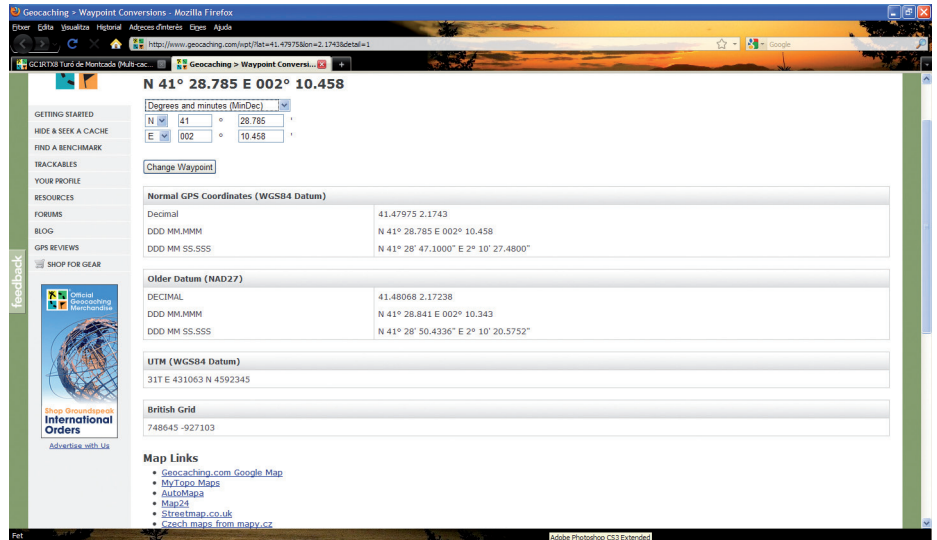 Geocaching > Waypoint Conversions - Mozilla Firefox
Fitxer Edita Visualitza Historial Adreces d'interès Eines Ajuda
http://www.geocaching.com/wpt/?lat=41.47975&lon=2.1743&detail=1
Google
GC1RTX8 Turó de Montcada (Multi-cac...
Geocaching > Waypoint Conversi...
N 41° 28.785 E 002° 10.458
Degrees and minutes (MinDec)
N 41 ° 28.785 '
E 002 ° 10.458 '
Change Waypoint
GETTING STARTED
HIDE & SEEK A CACHE
FIND A BENCHMARK
TRACKABLES
YOUR PROFILE
RESOURCES
FORUMS
BLOG
GPS REVIEWS
SHOP FOR GEAR
feedback
Official
Geocaching
Merchandise
Shop Groundspeak
International
Orders
Advertise with Us
Normal GPS Coordinates (WGS84 Datum)
Decimal 41.47975 2.1743
DDD MM.MMM N 41° 28.785 E 002° 10.458
DDD MM SS.SSS N 41° 28' 47.1000" E 2° 10' 27.4800"
Older Datum (NAD27)
DECIMAL 41.48068 2.17238
DDD MM.MMM N 41° 28.841 E 002° 10.343
DDD MM SS.SSS N 41° 28' 50.4336" E 2° 10' 20.5752"
UTM (WGS84 Datum)
31T E 431063 N 4592345
British Grid
748645 -927103
Map Links
Geocaching.com Google Map
MyTopo Maps
AutoMapa
Map24
Streetmap.co.uk
Czech maps from mapy.cz
Fet
Adobe Photoshop CS3 Extended